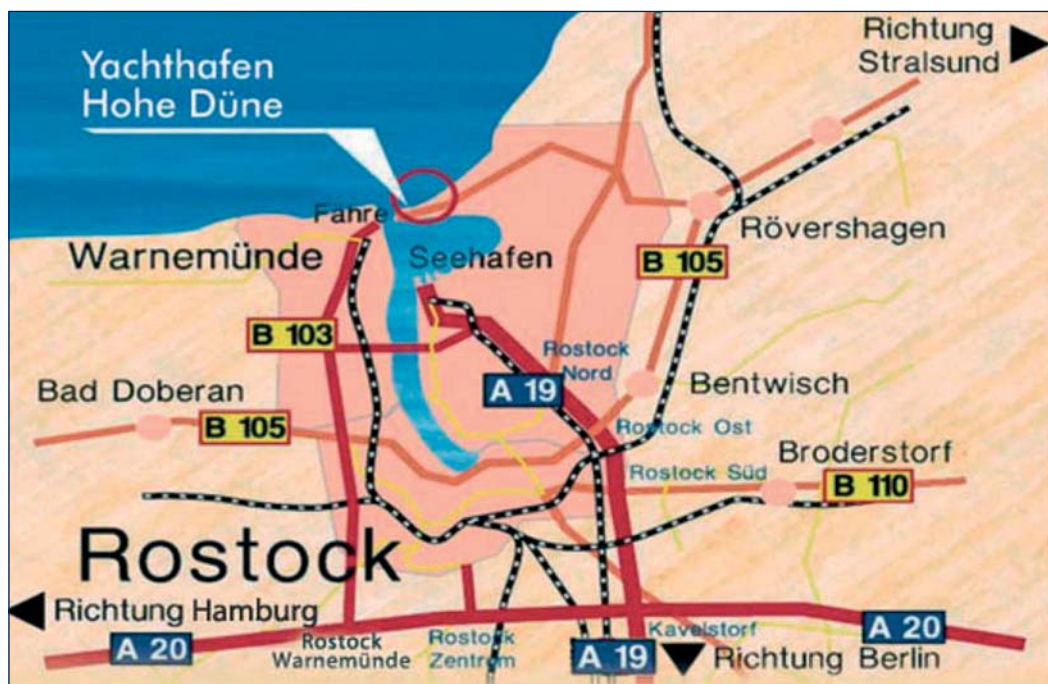 Richtung
Stralsund
Yachthafen
Hohe Düne
Fähre
Warnemünde
Seehafen
Rövershagen
B 105
B 103
Rostock
Nord
A 19
Bentwisch
Bad Doberan
B 105
Rostock Ost
Broderstorf
Rostock Süd
B 110
Rostock
Richtung Hamburg
A 20
Rostock
Warnemünde
Rostock
Zentrum
Kavelstorf
A 19
Richtung Berlin
A 20